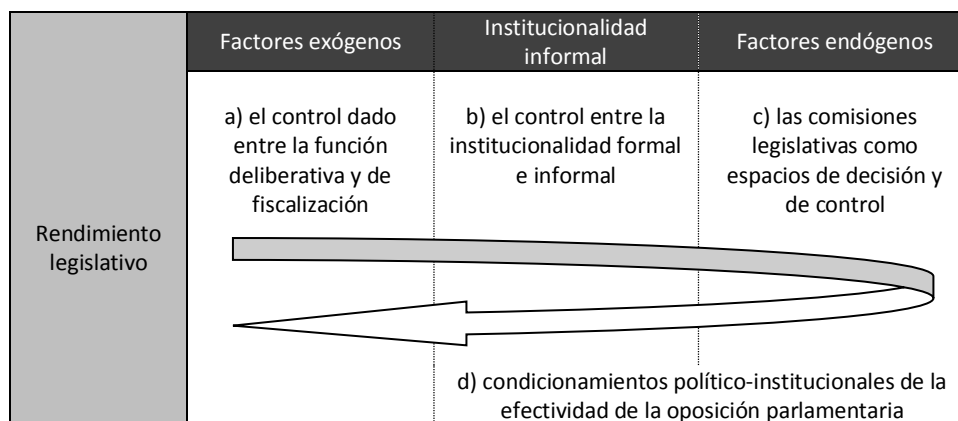 Factores exógenos
Institucionalidad
informal
Factores endógenos
Rendimiento
legislativo
a) el control dado
entre la función
deliberativa y de
fiscalización
b) el control entre la
institucionalidad formal
e informal
c) las comisiones
legislativas como
espacios de decisión y
de control
d) condicionamientos político-institucionales de la
efectividad de la oposición parlamentaria